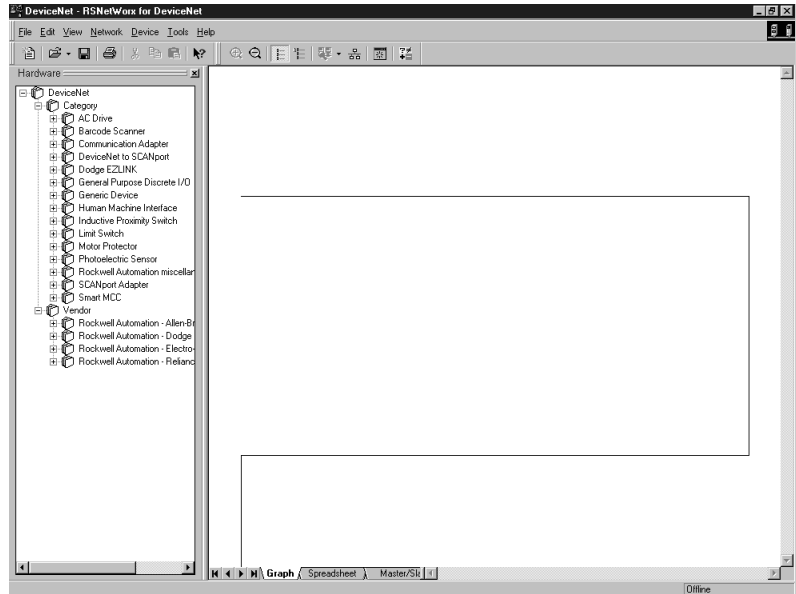 DeviceNet - RSNetWorx for DeviceNet
File Edit View Network Device Tools Help
Hardware
DeviceNet
Category
AC Drive
Barcode Scanner
Communication Adapter
DeviceNet to SCANport
Dodge EZLINK
General Purpose Discrete I/O
Generic Device
Human Machine Interface
Inductive Proximity Switch
Limit Switch
Motor Protector
Photoelectric Sensor
Rockwell Automation miscellar
SCANport Adapter
Smart MCC
Vendor
Rockwell Automation - Allen-Br
Rockwell Automation - Dodge
Rockwell Automation - Electro-
Rockwell Automation - Relianc
Graph Spreadsheet Master/Sla
Offline